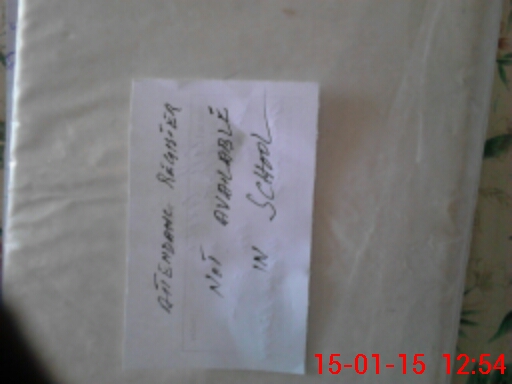 ATTENDANC REGISTER
NOT AVAILABLE
IN SCHOOL
15-01-15 12:54